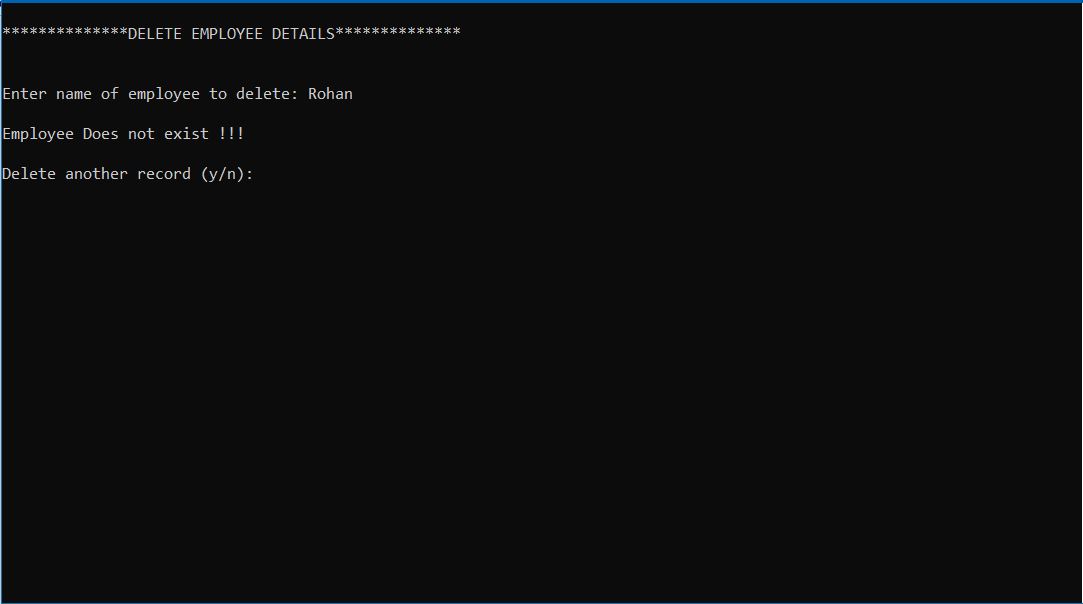 **************DELETE EMPLOYEE DETAILS**************
Enter name of employee to delete: Rohan
Employee Does not exist !!!
Delete another record (y/n):